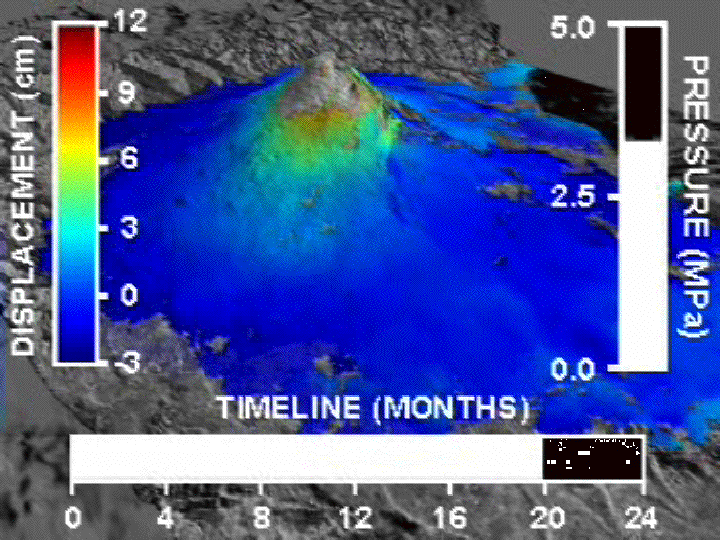 DISPLACEMENT (cm)
12
9
6
3
0
-3
5.0
2.5
0.0
PRESSURE (MPa)
TIMELINE (MONTHS)
0 4 8 12 16 20 24